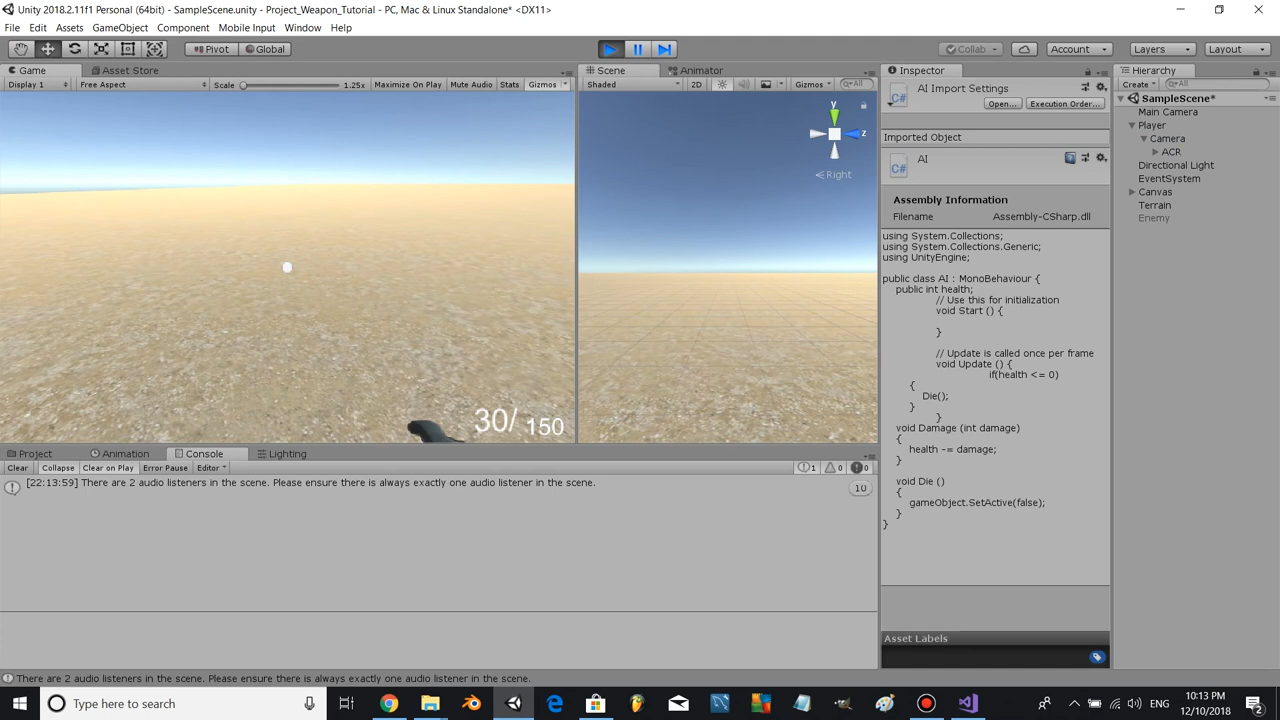 Unity 2018.2.11f1 Personal (64bit) - SampleScene.unity - Project_Weapon_Tutorial - PC, Mac & Linux Standalone* <DX11>
File Edit Assets GameObject Component Mobile Input Window Help
Pivot Global Collab Account Layers Layout
Game Asset Store
Display 1 Free Aspect Scale 1.25x Maximize On Play Mute Audio Stats Gizmos
30/ 150
Scene Animator
Shaded 2D Gizmos All
y
z
Right
Inspector
AI Import Settings
Open... Execution Order...
Imported Object
AI
Assembly Information
Filename Assembly-CSharp.dll
using System.Collections;
using System.Collections.Generic;
using UnityEngine;
public class AI : MonoBehaviour {
public int health;
// Use this for initialization
void Start () {
}
// Update is called once per frame
void Update () {
if(health <= 0)
{
Die();
}
}
void Damage (int damage)
{
health -= damage;
}
void Die ()
{
gameObject.SetActive(false);
}
}
Asset Labels
Hierarchy
Create All
SampleScene*
Main Camera
Player
Camera
ACR
Directional Light
EventSystem
Canvas
Terrain
Enemy
Project Animation Console Lighting
Clear Collapse Clear on Play Error Pause Editor 1 0 0
[22:13:59] There are 2 audio listeners in the scene. Please ensure there is always exactly one audio listener in the scene. 10
There are 2 audio listeners in the scene. Please ensure there is always exactly one audio listener in the scene.
Type here to search
ENG
10:13 PM
12/10/2018
2